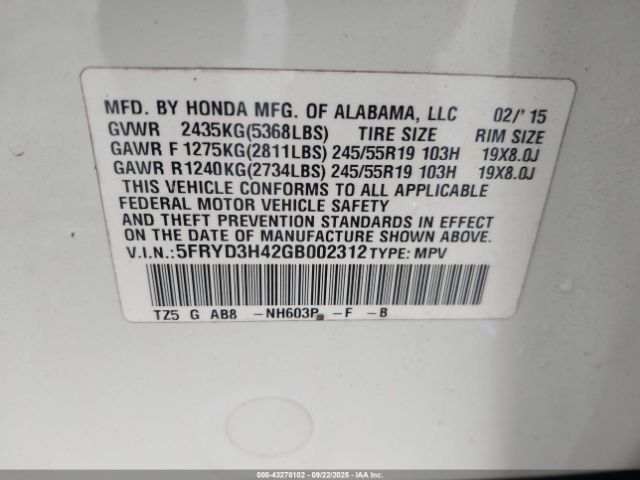 MFD. BY HONDA MFG. OF ALABAMA, LLC 02/'15
GVWR 2435KG(5368LBS) TIRE SIZE RIM SIZE
GAWR F 1275KG(2811LBS) 245/55R19 103H 19X8.0J
GAWR R1240KG(2734LBS) 245/55R19 103H 19X8.0J
THIS VEHICLE CONFORMS TO ALL APPLICABLE
FEDERAL MOTOR VEHICLE SAFETY
AND THEFT PREVENTION STANDARDS IN EFFECT
ON THE DATE OF MANUFACTURE SHOWN ABOVE.
V.I.N.:5FRYD3H42GB002312 TYPE: MPV
TZ5 G AB8 -NH603P -F -B
000-43278102 - 09/22/2025 - IAAI.COM